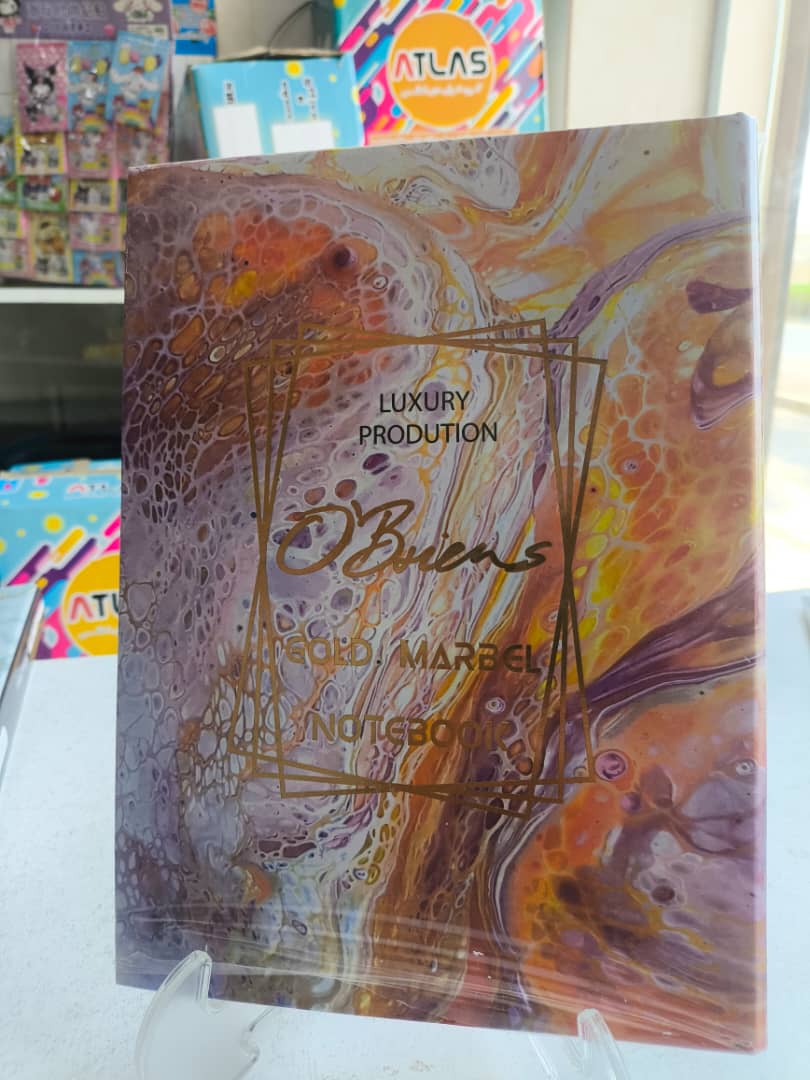 ATLAS
LUXURY
PRODUTION
O'Briens
GOLD MARBEL
NOTEBOOK